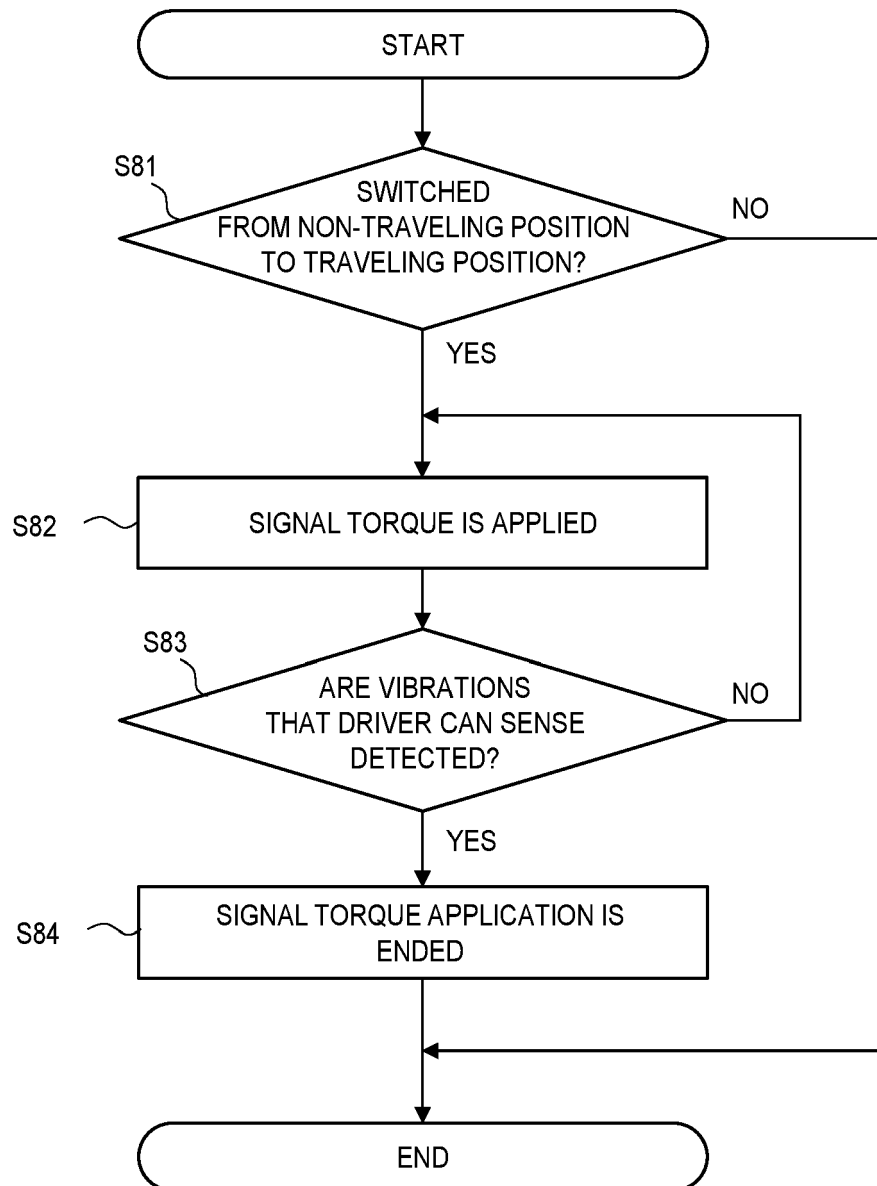 START
S81
SWITCHED
FROM NON-TRAVELING POSITION
TO TRAVELING POSITION?
NO
YES
S82
SIGNAL TORQUE IS APPLIED
S83
ARE VIBRATIONS
THAT DRIVER CAN SENSE
DETECTED?
NO
YES
S84
SIGNAL TORQUE APPLICATION IS
ENDED
END